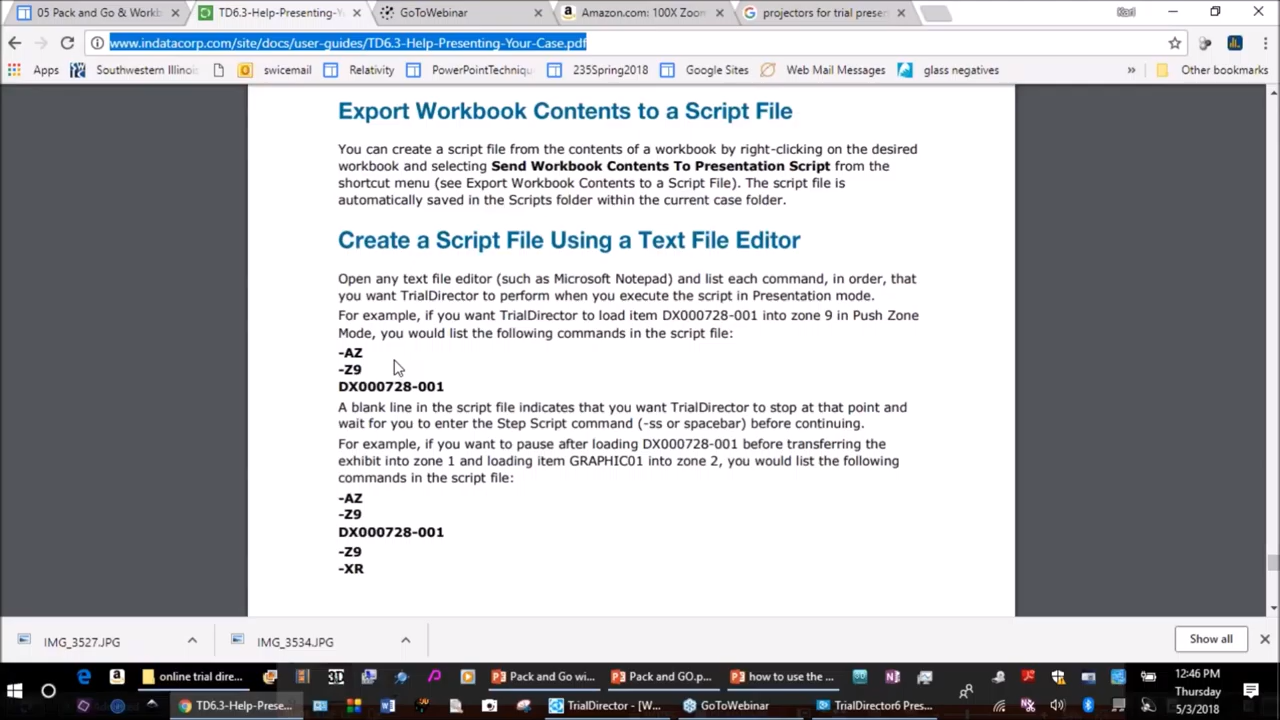 05 Pack and Go & Workb
TD6.3-Help-Presenting-Y
GoToWebinar
Amazon.com: 100X Zoom
projectors for trial presen
Karl
www.indatacorp.com/site/docs/user-guides/TD6.3-Help-Presenting-Your-Case.pdf
Apps
Southwestern Illinoi
swicemail
Relativity
PowerPointTechniqu
235Spring2018
Google Sites
Web Mail Messages
glass negatives
»
Other bookmarks
Export Workbook Contents to a Script File
You can create a script file from the contents of a workbook by right-clicking on the desired
workbook and selecting Send Workbook Contents To Presentation Script from the
shortcut menu (see Export Workbook Contents to a Script File). The script file is
automatically saved in the Scripts folder within the current case folder.
Create a Script File Using a Text File Editor
Open any text file editor (such as Microsoft Notepad) and list each command, in order, that
you want TrialDirector to perform when you execute the script in Presentation mode.
For example, if you want TrialDirector to load item DX000728-001 into zone 9 in Push Zone
Mode, you would list the following commands in the script file:
-AZ
-Z9
DX000728-001
A blank line in the script file indicates that you want TrialDirector to stop at that point and
wait for you to enter the Step Script command (-ss or spacebar) before continuing.
For example, if you want to pause after loading DX000728-001 before transferring the
exhibit into zone 1 and loading item GRAPHIC01 into zone 2, you would list the following
commands in the script file:
-AZ
-Z9
DX000728-001
-Z9
-XR
IMG_3527.JPG
IMG_3534.JPG
Show all
online trial dire...
Pack and Go wi...
Pack and GO.p...
how to use the ...
12:46 PM
Thursday
5/3/2018
TD6.3-Help-Prese...
TrialDirector - [W...
GoToWebinar
TrialDirector6 Pres...